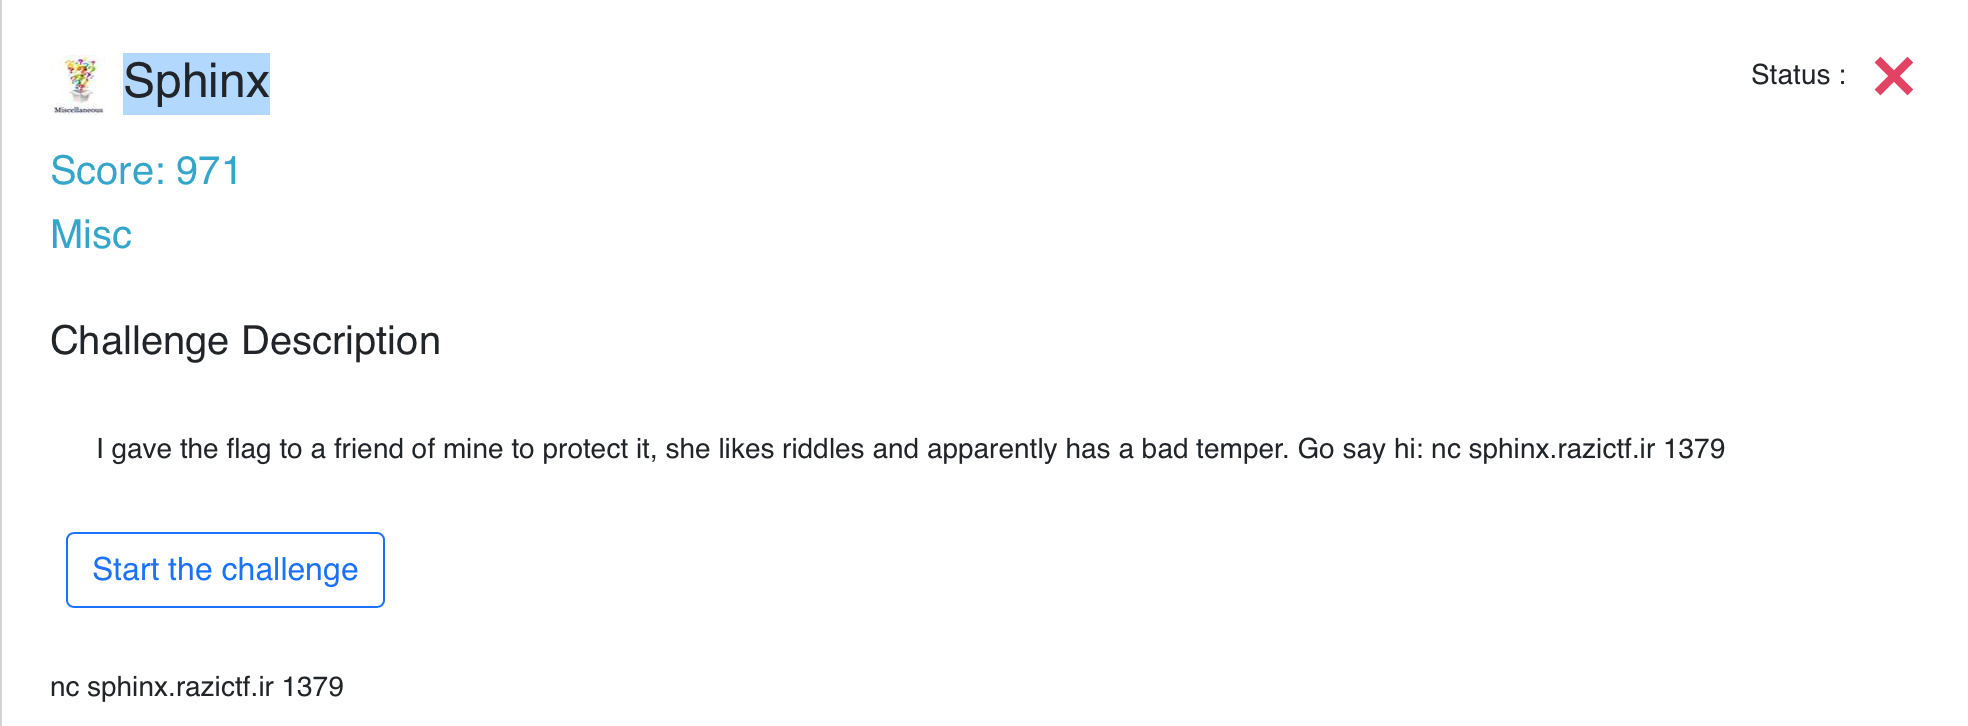 Miscellaneous
Sphinx
Status :
Score: 971
Misc
Challenge Description
I gave the flag to a friend of mine to protect it, she likes riddles and apparently has a bad temper. Go say hi: nc sphinx.razictf.ir 1379
Start the challenge
nc sphinx.razictf.ir 1379